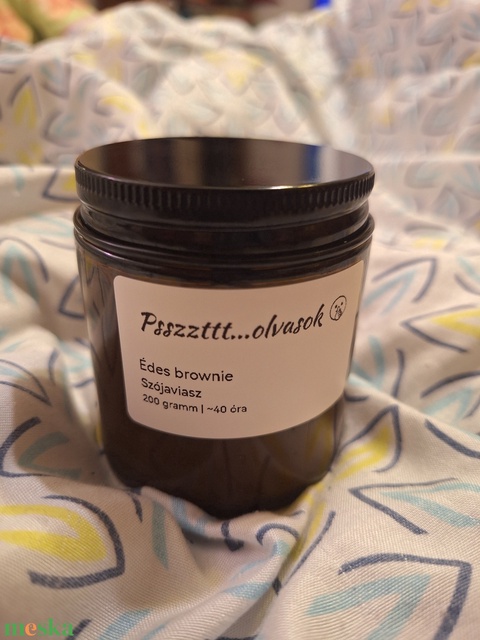 Psszzttt...olvasok
Édes brownie
Szójaviasz
200 gramm | ~40 óra
meska